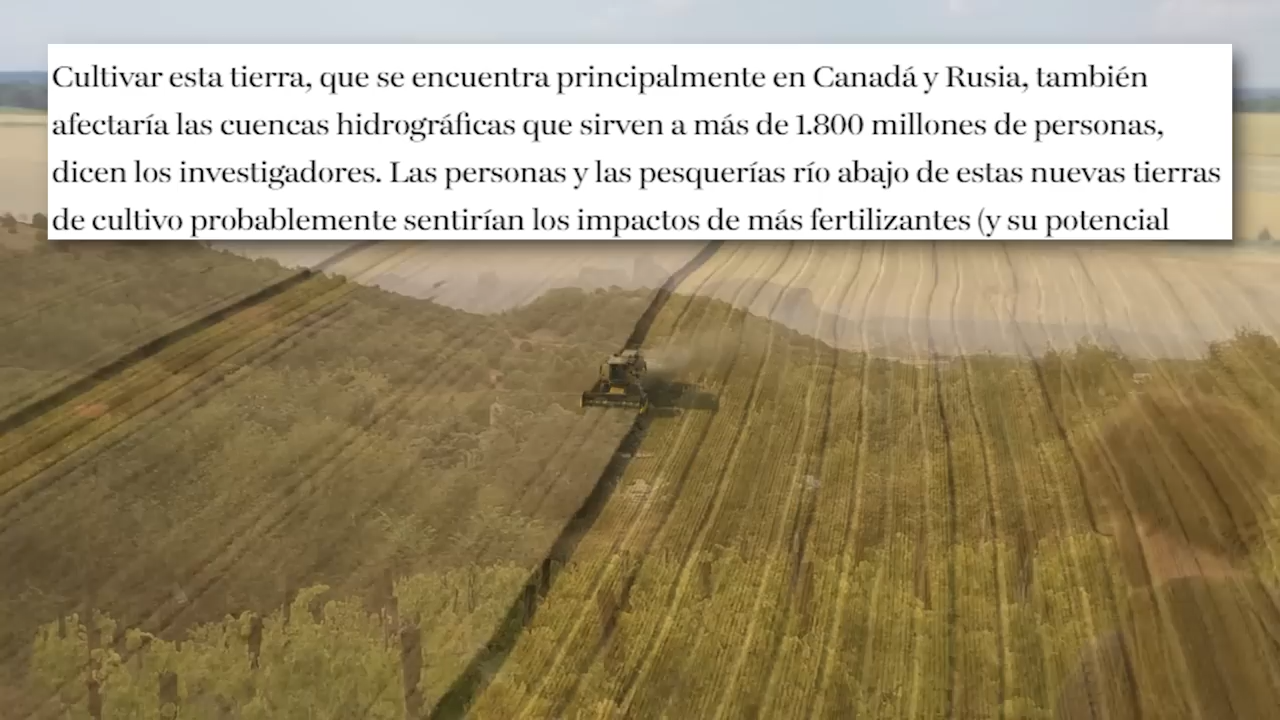 Cultivar esta tierra, que se encuentra principalmente en Canadá y Rusia, también
afectaría las cuencas hidrográficas que sirven a más de 1.800 millones de personas,
dicen los investigadores. Las personas y las pesquerías río abajo de estas nuevas tierras
de cultivo probablemente sentirían los impactos de más fertilizantes (y su potencial